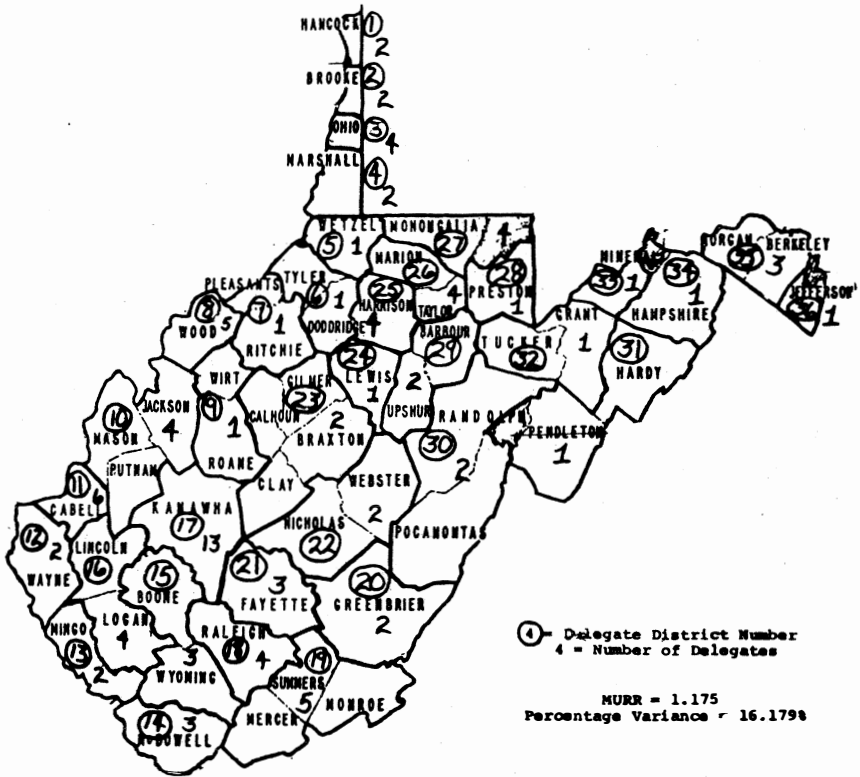 HANCOCK 1
2
BROOKE 2
2
OHIO 3
4
MARSHALL
4
2
WETZEL MONONGALIA 4
5 1 27
MARION
26
TYLER
PLEASANTS
6 1
25
HARRISON
4
TAYLOR
4
28
PRESTON
1
MINERAL
33 1
34
1
HAMPSHIRE
MORGAN BERKELEY
3
JEFFERSON
1
8
WOOD 5
7
1
RITCHIE
DODDRIDGE
BARBOUR
29
TUCKER
32
GRANT
1
31
HARDY
WIRT
24
LEWIS
1
2
UPSHUR
GILMER
23
CALHOUN
2
BRAXTON
RANDOLPH
30
2
PENDLETON
1
JACKSON
4
10
MASON
9
1
ROANE
PUTNAM
CLAY
WEBSTER
2
11
6
CABELL
KANAWHA
17
13
NICHOLAS
22
POCAHONTAS
12
2
WAYNE
LINCOLN
16
15
BOONE
21
3
FAYETTE
20
GREENBRIER
2
LOGAN
4
MINGO
13
2
RALEIGH
18
4
19
SUMMERS
5
3
WYOMING
MERCER
MONROE
14 3
McDOWELL
4 = Delegate District Number
4 = Number of Delegates
MURR = 1.175
Percentage Variance = 16.179%